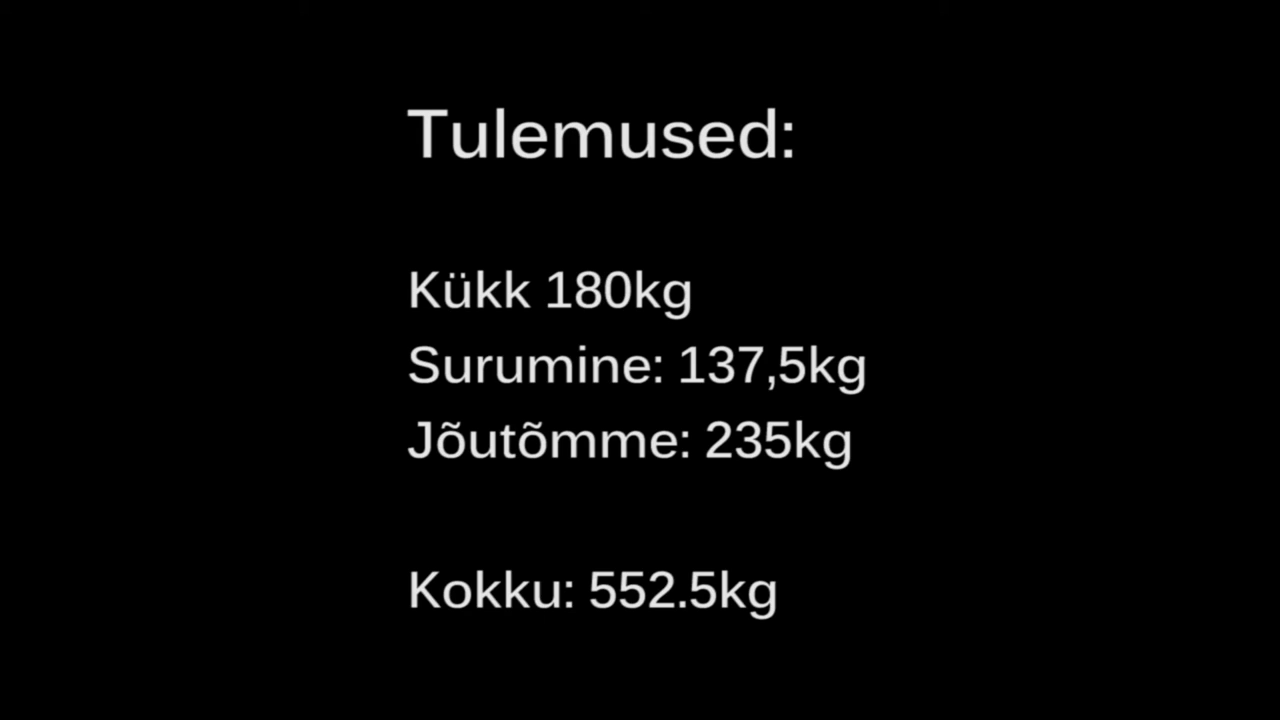 Tulemused:
Kükk 180kg
Surumine: 137,5kg
Jõutõmme: 235kg
Kokku: 552.5kg